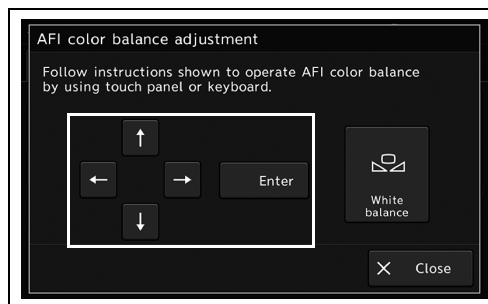 AFI color balance adjustment
Follow instructions shown to operate AFI color balance
by using touch panel or keyboard.
↑
← → Enter
↓
White
balance
× Close